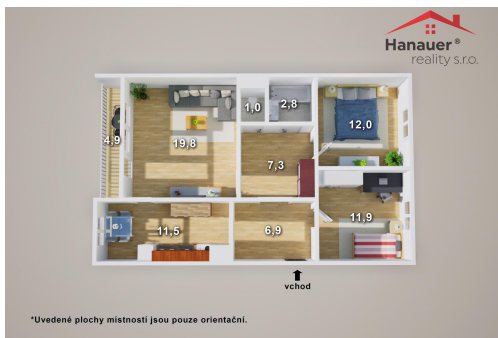 Hanauer®
reality s.r.o.
1,0
2,8
12,0
4,9
19,8
7,3
11,5
6,9
11,9
vchod
*Uvedené plochy místností jsou pouze orientační.